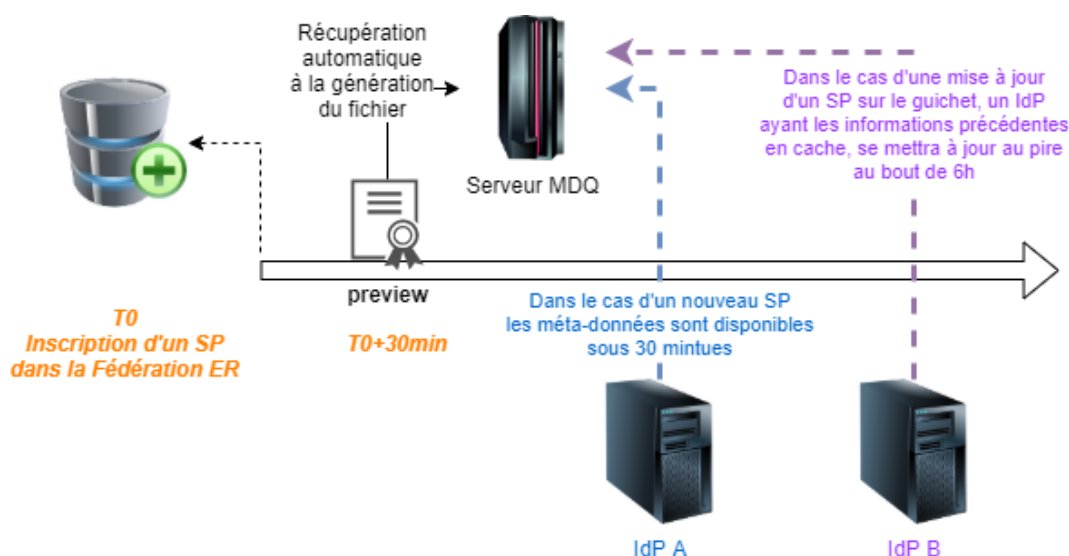 Récupération
automatique
à la génération
du fichier
Serveur MDQ
Dans le cas d'une mise à jour
d'un SP sur le guichet, un IdP
ayant les informations précédentes
en cache, se mettra à jour au pire
au bout de 6h
preview
T0
Inscription d'un SP
dans la Fédération ER
T0+30min
Dans le cas d'un nouveau SP
les méta-données sont disponibles
sous 30 mintues
IdP A
IdP B